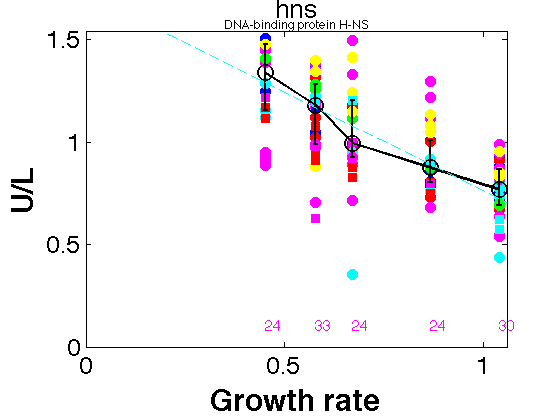 hns
DNA-binding protein H-NS
1.5
1
0.5
0
U/L
24 33 24 24 30
0 0.5 1
Growth rate